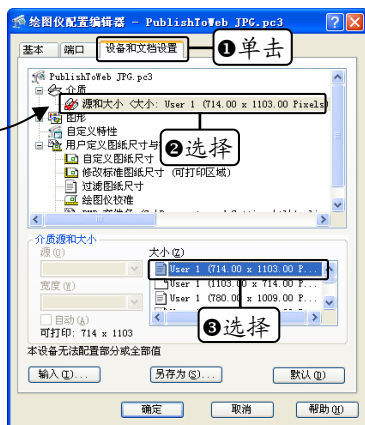 绘图仪配置编辑器 - PublishToWeb JPG.pc3
基本 端口 设备和文档设置 ❶单击
PublishToWeb JPG.pc3
介质
源和大小 <大小: User 1 (714.00 x 1103.00 Pixels
图形
自定义特性
用户定义图纸尺寸与
❷选择
自定义图纸尺寸
修改标准图纸尺寸 (可打印区域)
过滤图纸尺寸
绘图仪校准
介质源和大小
源(O) 大小(Z)
User 1 (714.00 x 1103.00 P...
宽度(W) User 1 (1103.00 x 714.00 P...
User 1 (780.00 x 1009.00 P...
自动(A)
❸选择
可打印: 714 x 1103
本设备无法配置部分或全部值
输入(I)... 另存为(S)... 默认(D)
确定 取消 帮助(H)